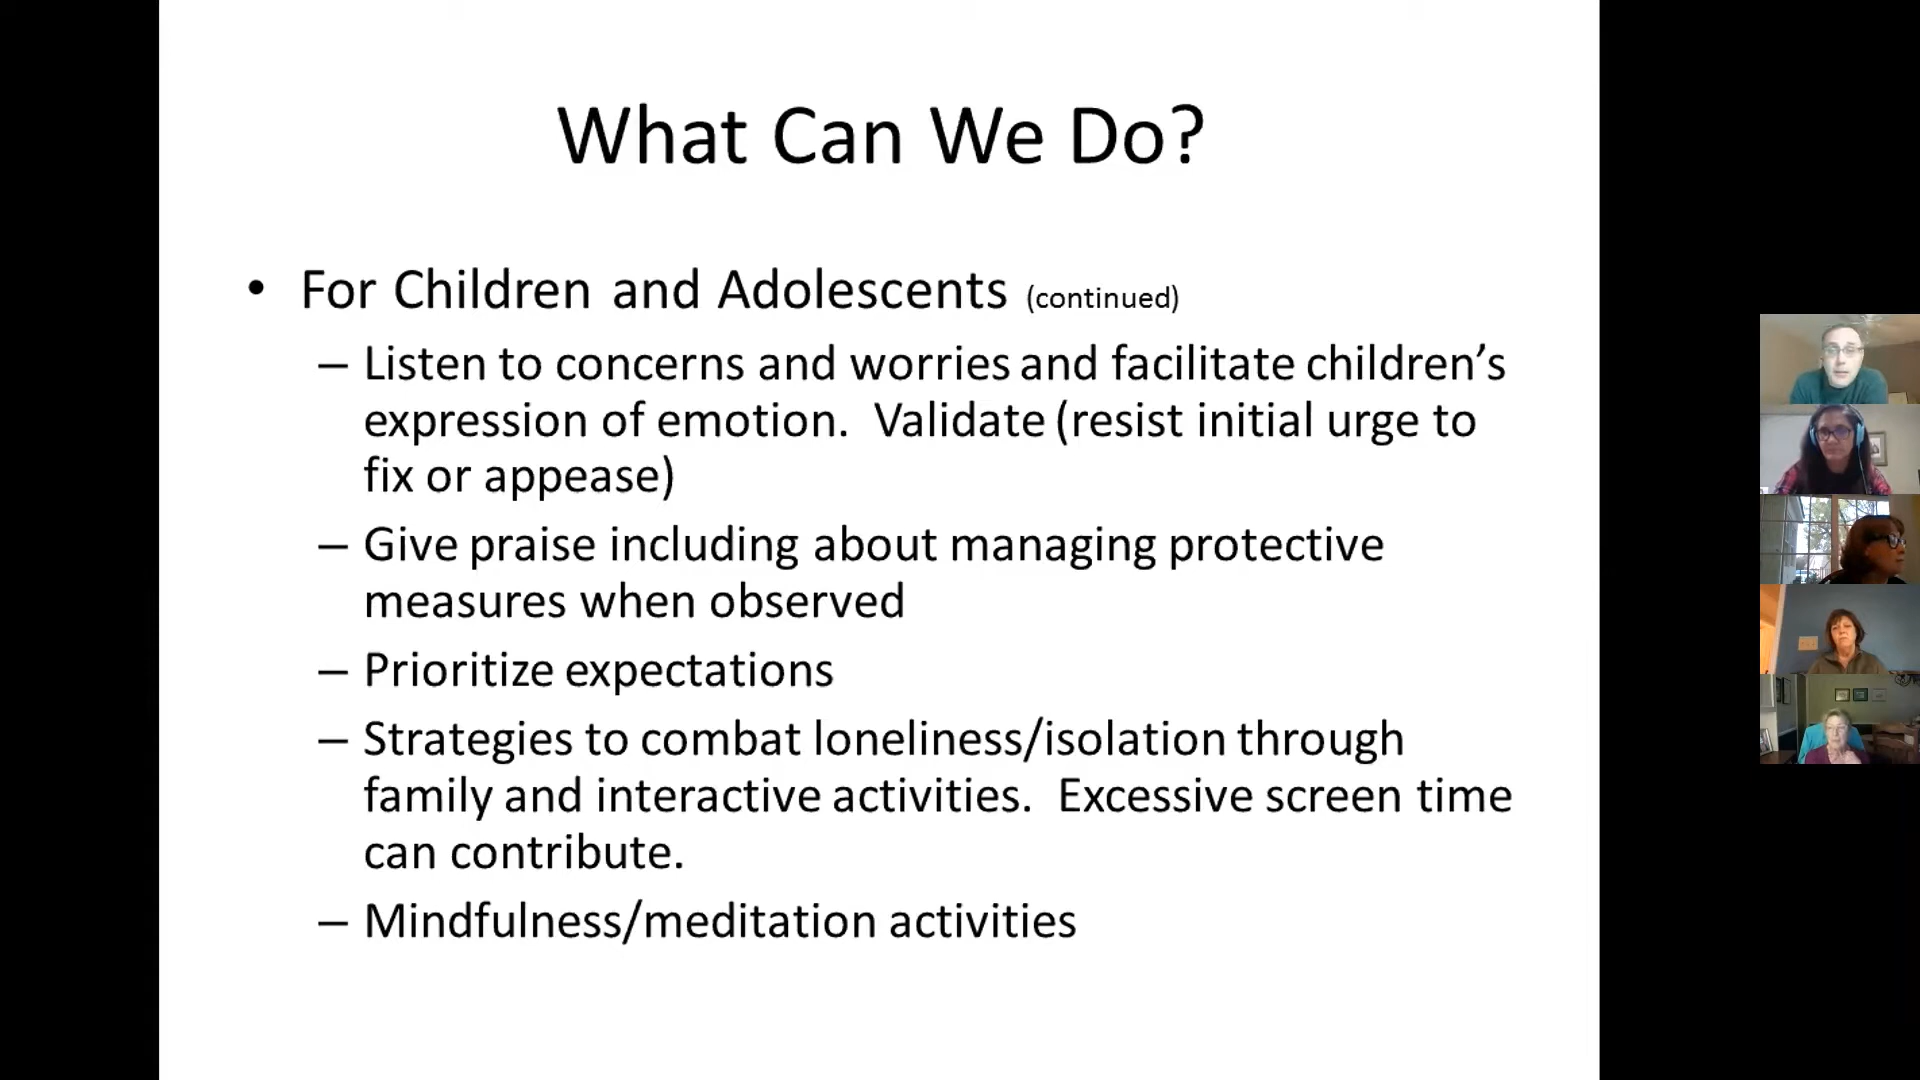 What Can We Do?
• For Children and Adolescents (continued)
– Listen to concerns and worries and facilitate children’s
expression of emotion.  Validate (resist initial urge to
fix or appease)
– Give praise including about managing protective
measures when observed
– Prioritize expectations
– Strategies to combat loneliness/isolation through
family and interactive activities.  Excessive screen time
can contribute.
– Mindfulness/meditation activities